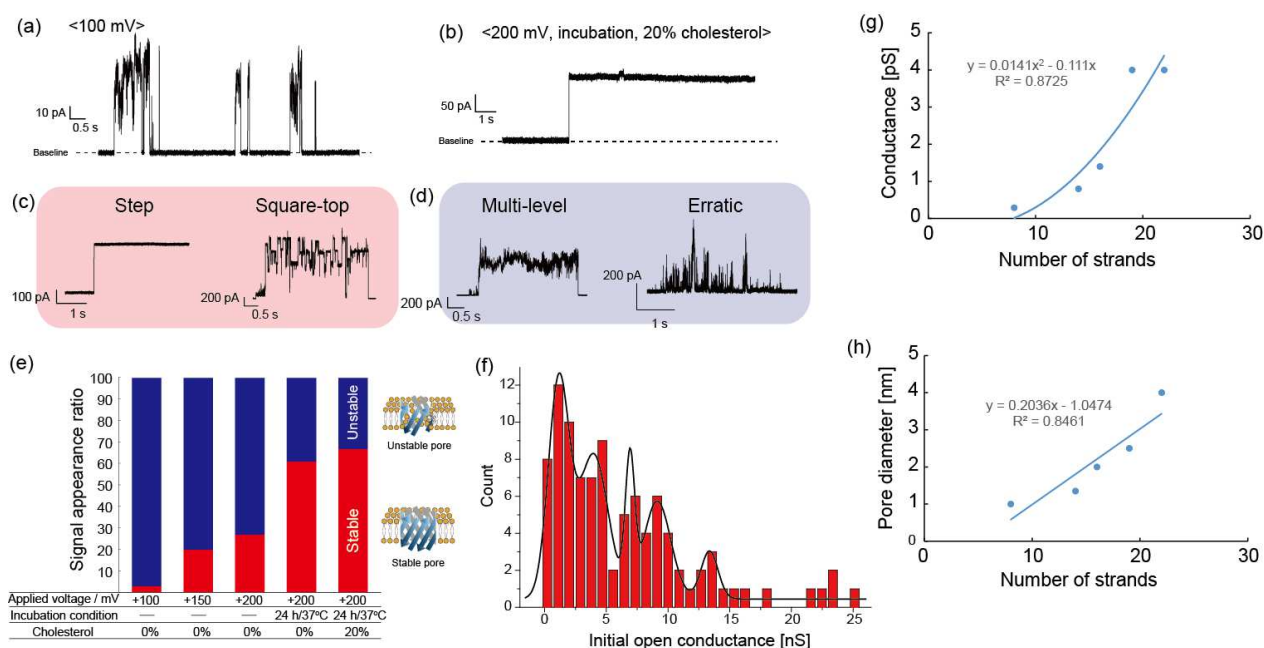 (a)
<100 mV>
10 pA
0.5 s
Baseline
(b)
<200 mV, incubation, 20% cholesterol>
50 pA
1 s
Baseline
(c)
Step
Square-top
100 pA
1 s
200 pA
0.5 s
(d)
Multi-level
Erratic
200 pA
0.5 s
200 pA
1 s
(e)
Signal appearance ratio
100
90
80
70
60
50
40
30
20
10
Unstable
Stable
Unstable pore
Stable pore
Applied voltage / mV +100 +150 +200 +200 +200
Incubation condition — — — 24 h/37ºC 24 h/37ºC
Cholesterol 0% 0% 0% 0% 20%
(f)
Count
12
10
8
6
4
2
0
0 5 10 15 20 25
Initial open conductance [nS]
(g)
Conductance [pS]
5
4
3
2
1
0
y = 0.0141x² - 0.111x
R² = 0.8725
0 10 20 30
Number of strands
(h)
Pore diameter [nm]
5
4
3
2
1
0
y = 0.2036x - 1.0474
R² = 0.8461
0 10 20 30
Number of strands